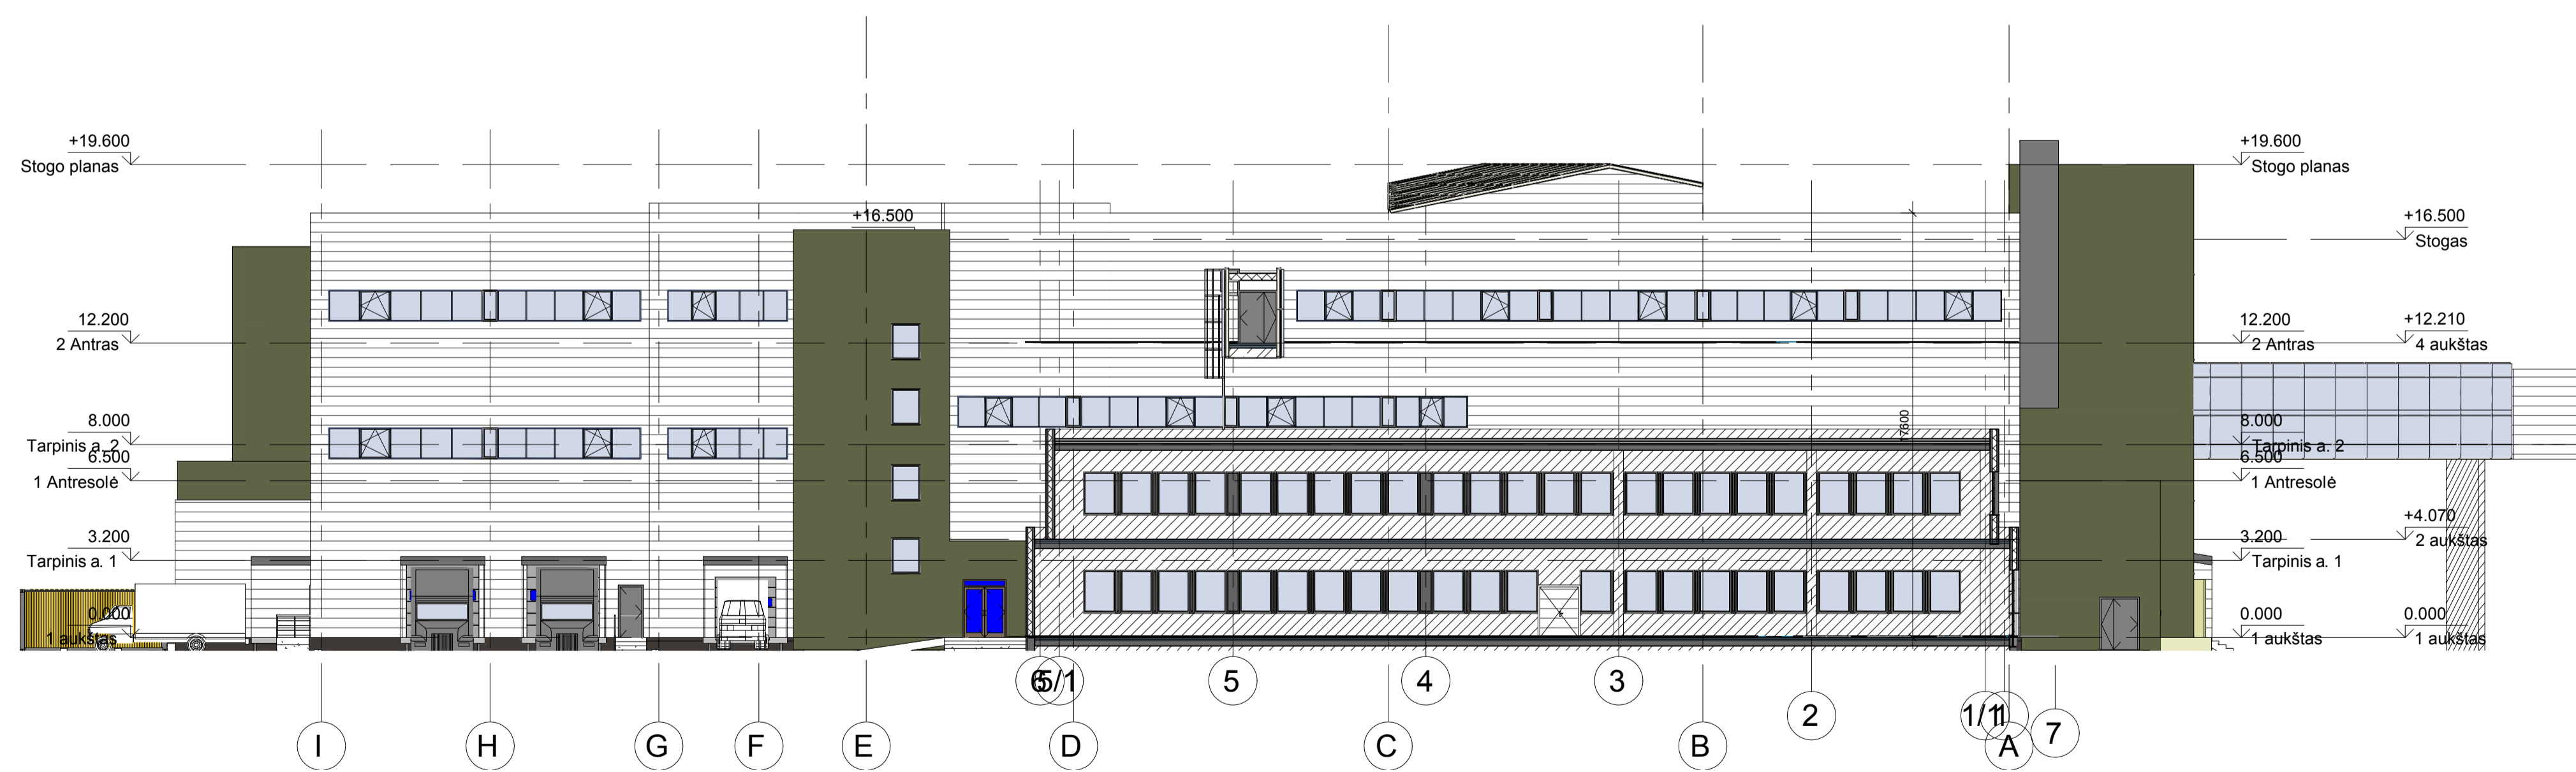 +19.600
Stogo planas
+19.600
Stogo planas
+16.500
+16.500
Stogas
12.200
2 Antras
12.200
2 Antras
+12.210
4 aukštas
8.000
Tarpinis a. 2
6.500
1 Antresolė
17600
8.000
Tarpinis a. 2
6.500
1 Antresolė
3.200
Tarpinis a. 1
3.200
Tarpinis a. 1
+4.070
2 aukštas
0.000
1 aukštas
0.000
1 aukštas
0.000
1 aukštas
6 5/1 5 4 3 2 1/1 1 7
I H G F E D C B A